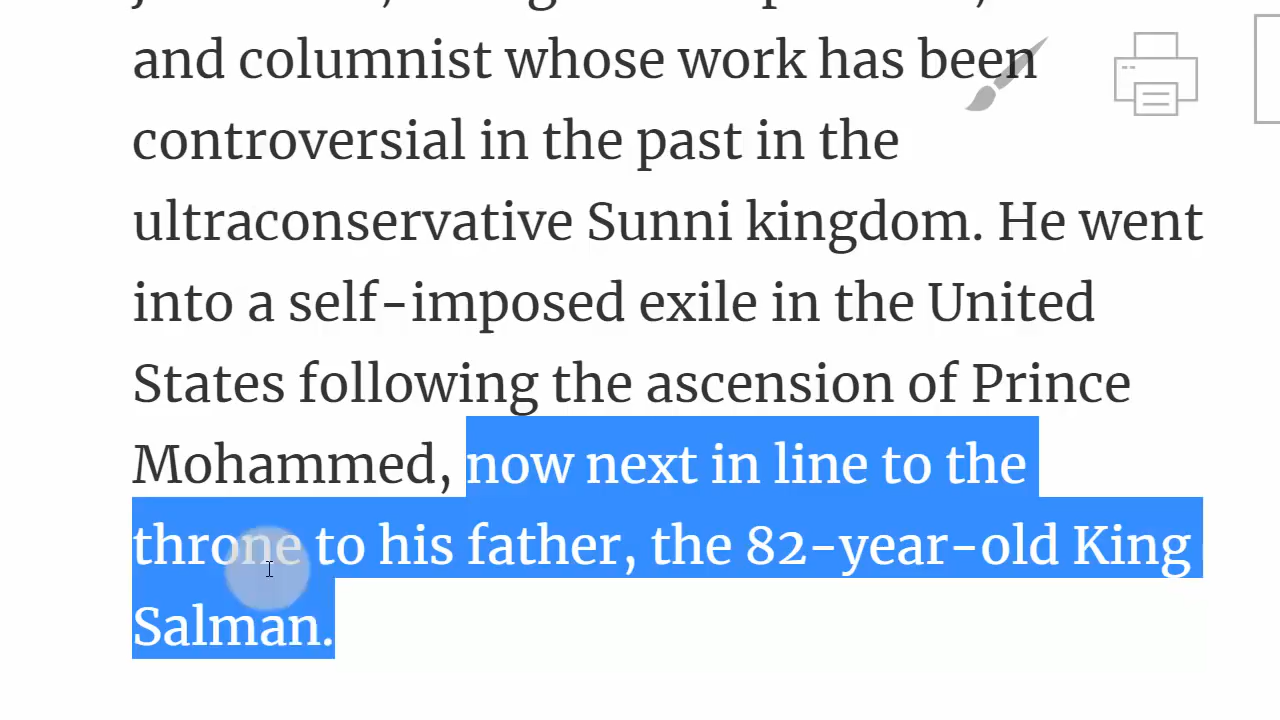 and columnist whose work has been
controversial in the past in the
ultraconservative Sunni kingdom. He went
into a self-imposed exile in the United
States following the ascension of Prince
Mohammed, now next in line to the
throne to his father, the 82-year-old King
Salman.